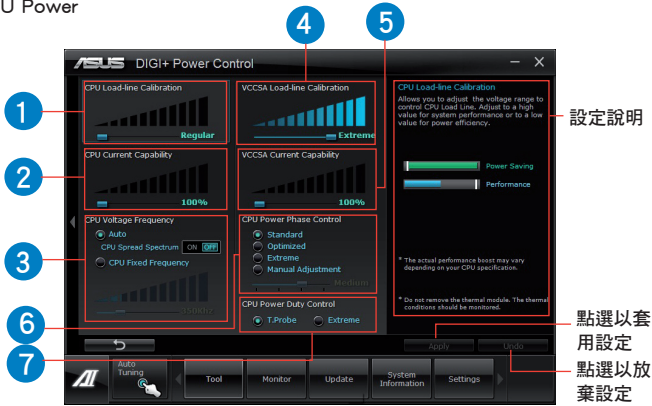 U Power
4
5
ASUS DIGI+ Power Control
1
CPU Load-line Calibration
Regular
VCCSA Load-line Calibration
Extreme
CPU Load-line Calibration
Allows you to adjust the voltage range to
control CPU Load Line. Adjust to a high
value for system performance or to a low
value for power efficiency.
Power Saving
Performance
* The actual performance boost may vary
depending on your CPU specification.
* Do not remove the thermal module. The thermal
conditions should be monitored.
設定說明
2
CPU Current Capability
100%
VCCSA Current Capability
100%
3
CPU Voltage Frequency
Auto
CPU Spread Spectrum ON OFF
CPU Fixed Frequency
CPU Power Phase Control
Standard
Optimized
Extreme
Manual Adjustment
Medium
6
CPU Power Duty Control
T.Probe Extreme
7
Apply Undo
點選以套
用設定
點選以放
棄設定
AI
Auto
Tuning
Tool
Monitor
Update
System
Information
Settings